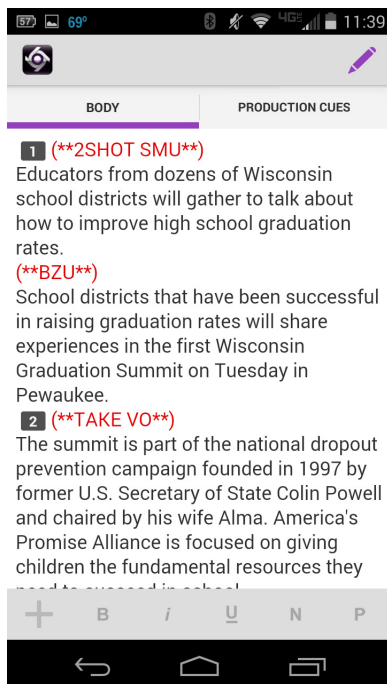 57 69° 4G 11:39
BODY PRODUCTION CUES
1 (**2SHOT SMU**)
Educators from dozens of Wisconsin
school districts will gather to talk about
how to improve high school graduation
rates.
(**BZU**)
School districts that have been successful
in raising graduation rates will share
experiences in the first Wisconsin
Graduation Summit on Tuesday in
Pewaukee.
2 (**TAKE VO**)
The summit is part of the national dropout
prevention campaign founded in 1997 by
former U.S. Secretary of State Colin Powell
and chaired by his wife Alma. America's
Promise Alliance is focused on giving
children the fundamental resources they
need to succeed in school
B i U N P